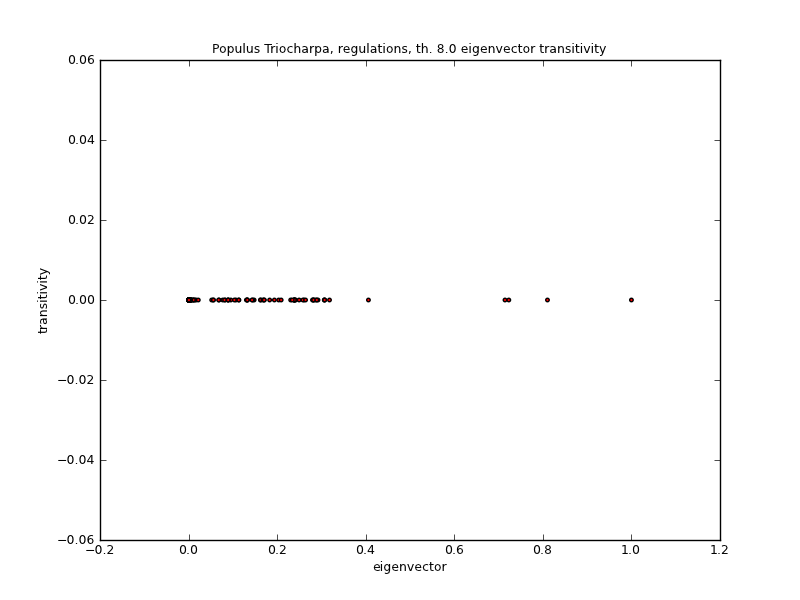 Populus Triocharpa, regulations, th. 8.0 eigenvector transitivity
0.06
0.04
0.02
0.00
−0.02
−0.04
−0.06
transitivity
−0.2 0.0 0.2 0.4 0.6 0.8 1.0 1.2
eigenvector